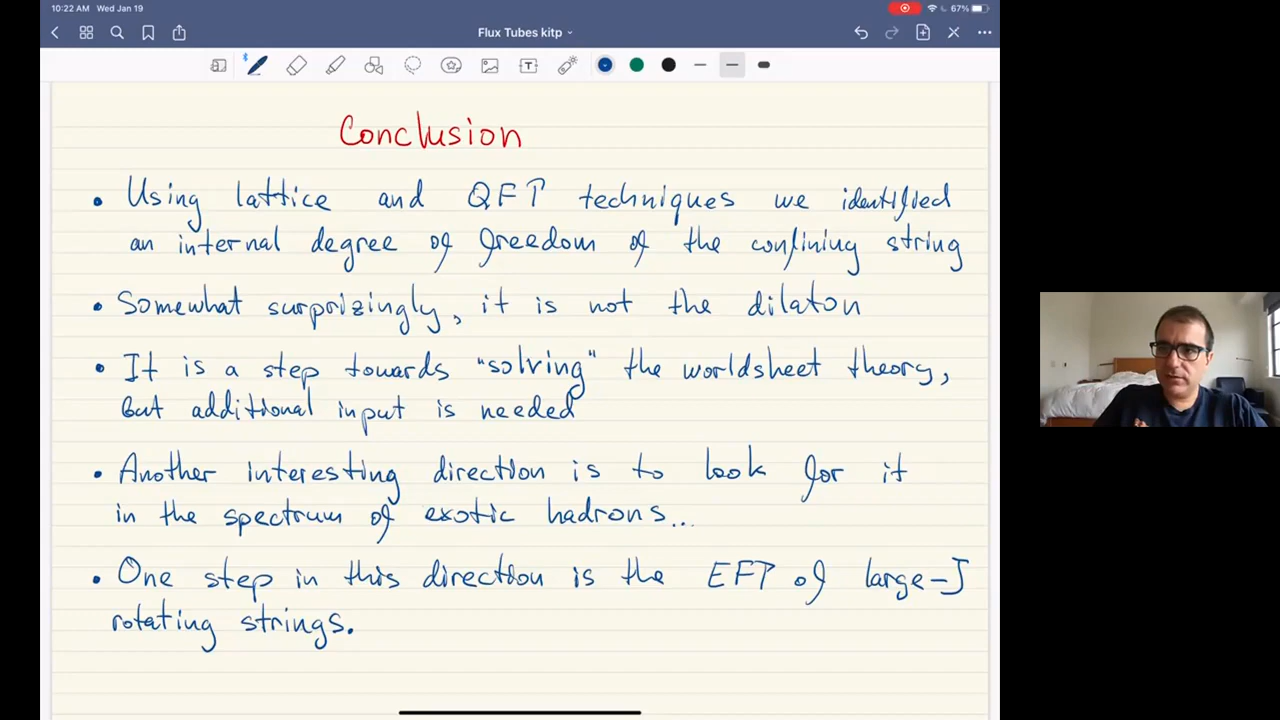 10:22 AM Wed Jan 19
67%
Flux Tubes kitp
Conclusion
• Using lattice and QFT techniques we identified
an internal degree of freedom of the confining string
• Somewhat surprizingly, it is not the dilaton
• It is a step towards "solving" the worldsheet theory,
but additional input is needed
• Another interesting direction is to look for it
in the spectrum of exotic hadrons...
• One step in this direction is the EFT of large-J
rotating strings.